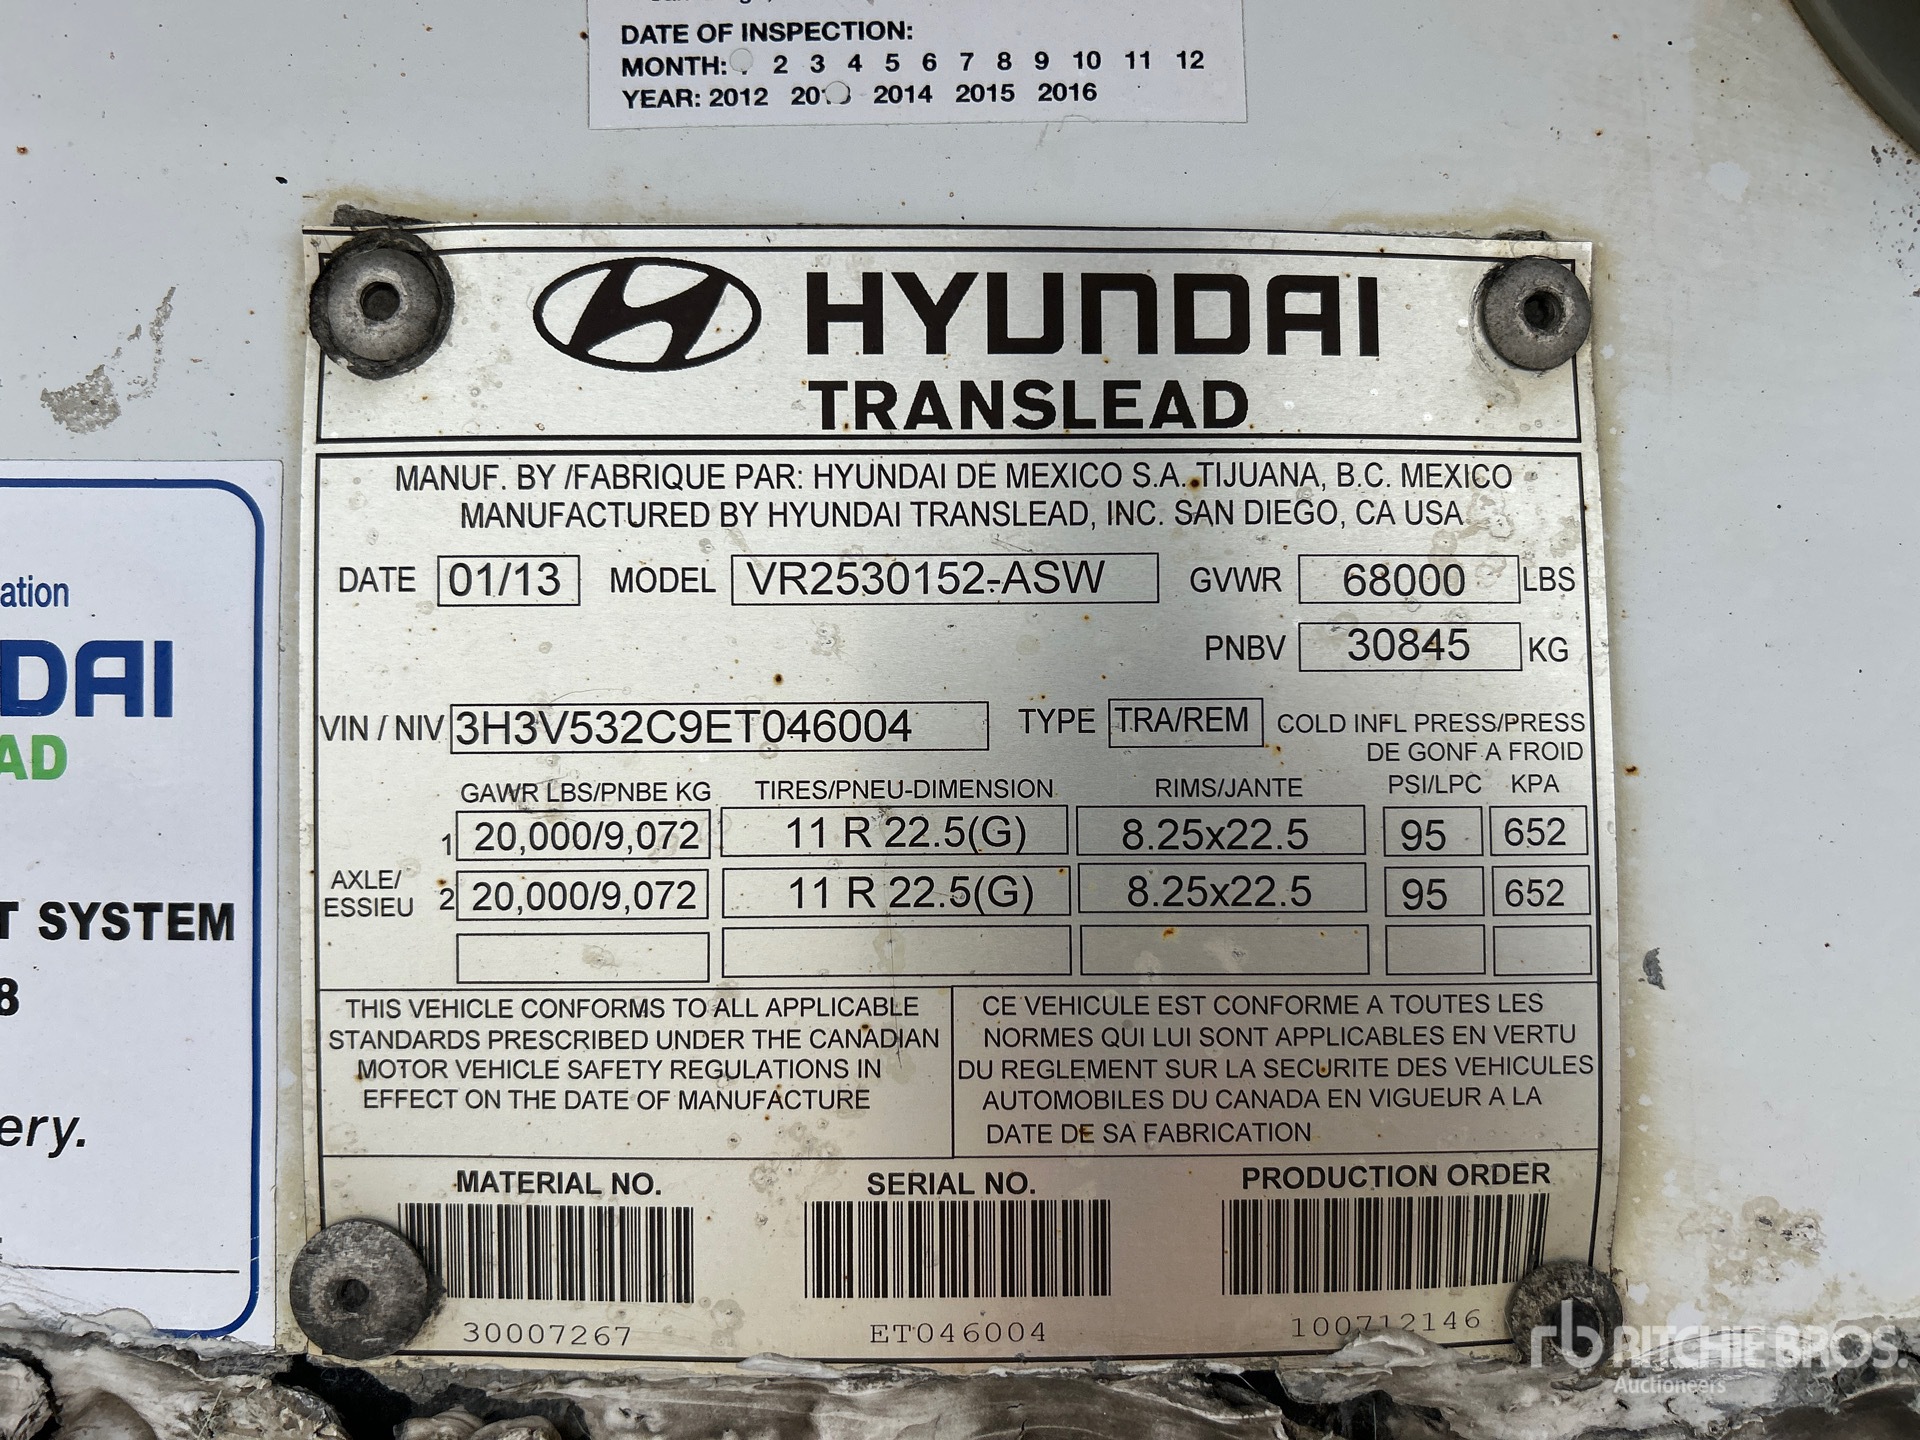 DATE OF INSPECTION:
MONTH: 2 3 4 5 6 7 8 9 10 11 12
YEAR: 2012 2013 2014 2015 2016
HYUNDAI
TRANSLEAD
MANUF. BY /FABRIQUE PAR: HYUNDAI DE MEXICO S.A. TIJUANA, B.C. MEXICO
MANUFACTURED BY HYUNDAI TRANSLEAD, INC. SAN DIEGO, CA USA
DATE 01/13 MODEL VR2530152-ASW GVWR 68000 LBS
PNBV 30845 KG
VIN / NIV 3H3V532C9ET046004 TYPE TRA/REM COLD INFL PRESS/PRESS
DE GONF A FROID
GAWR LBS/PNBE KG TIRES/PNEU-DIMENSION RIMS/JANTE PSI/LPC KPA
1 20,000/9,072 11 R 22.5(G) 8.25x22.5 95 652
AXLE/
ESSIEU 2 20,000/9,072 11 R 22.5(G) 8.25x22.5 95 652
THIS VEHICLE CONFORMS TO ALL APPLICABLE
STANDARDS PRESCRIBED UNDER THE CANADIAN
MOTOR VEHICLE SAFETY REGULATIONS IN
EFFECT ON THE DATE OF MANUFACTURE
CE VEHICULE EST CONFORME A TOUTES LES
NORMES QUI LUI SONT APPLICABLES EN VERTU
DU REGLEMENT SUR LA SECURITE DES VEHICULES
AUTOMOBILES DU CANADA EN VIGUEUR A LA
DATE DE SA FABRICATION
MATERIAL NO. SERIAL NO. PRODUCTION ORDER
30007267 ET046004 100712146
ation
DAI
AD
T SYSTEM
8
ery.
rb RITCHIE BROS.
Auctioneers